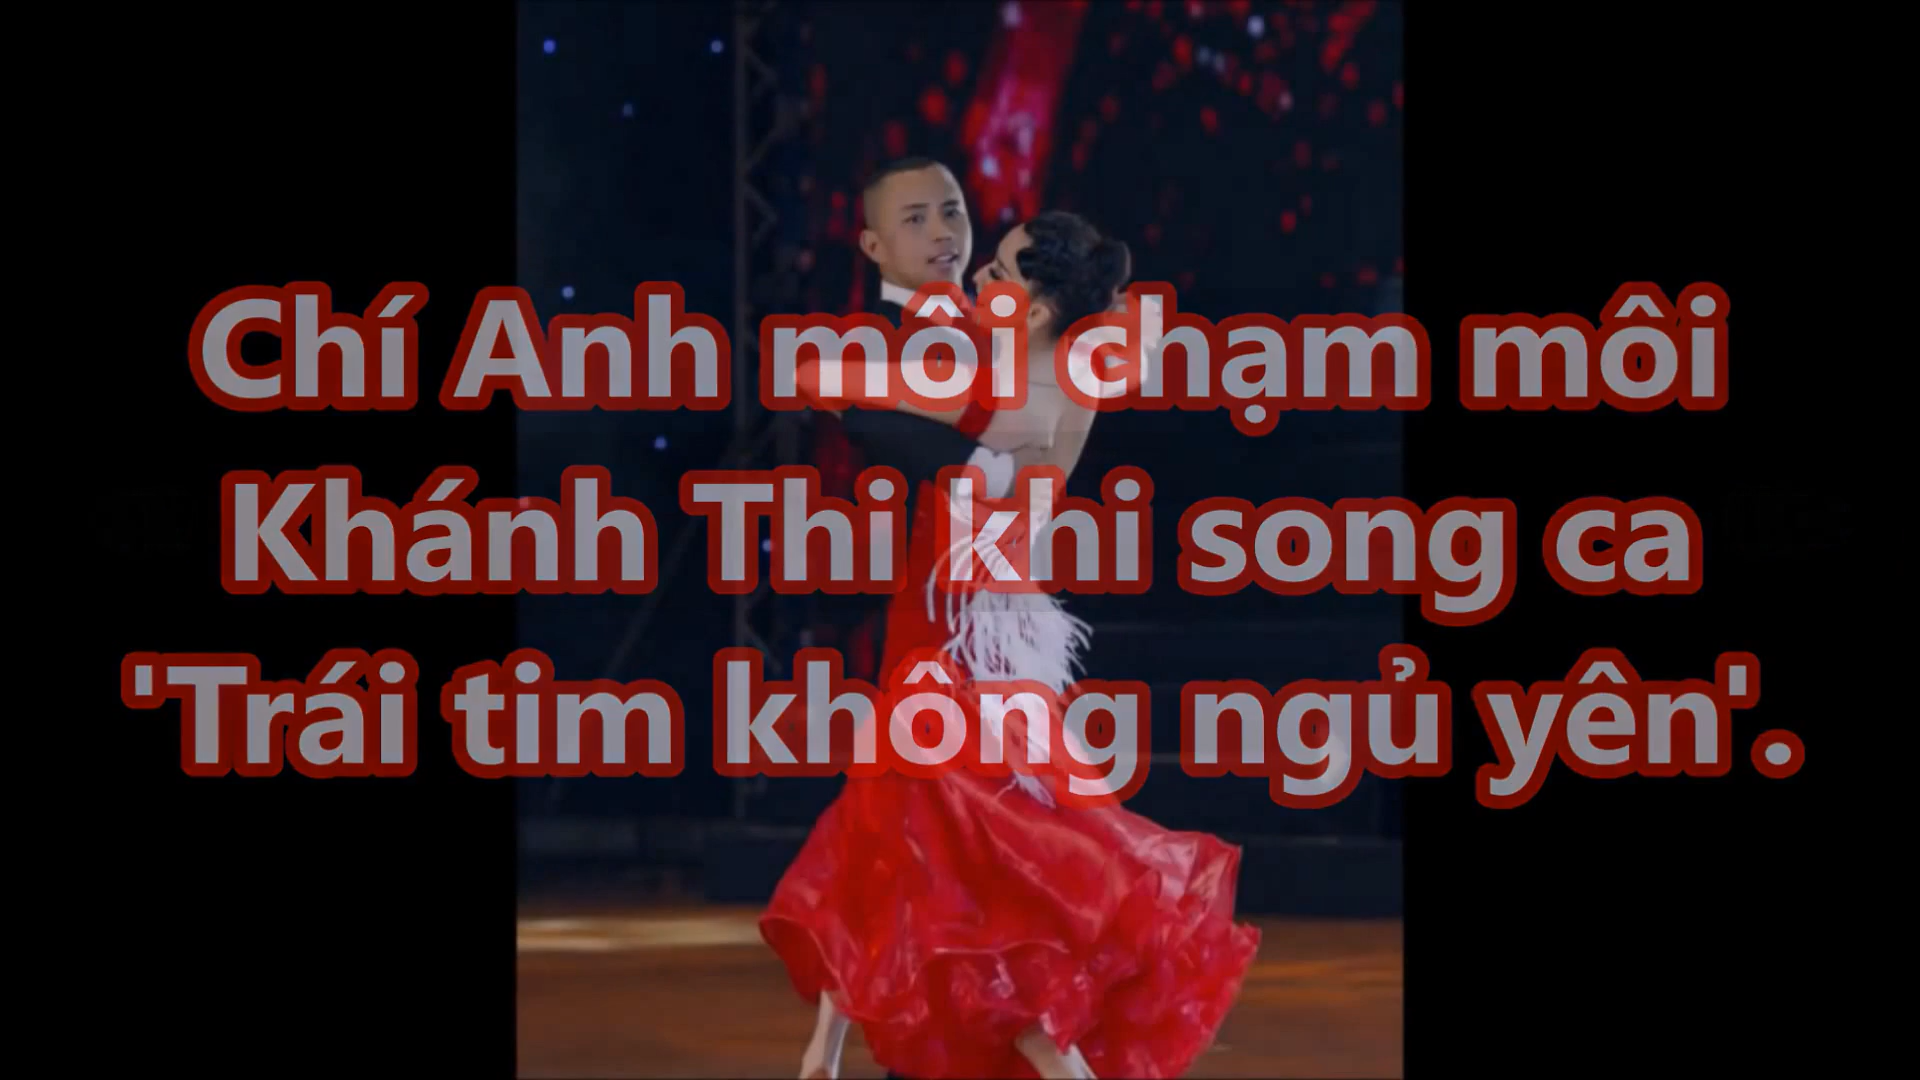 Chí Anh môi chạm môi
Khánh Thi khi song ca
'Trái tim không ngủ yên'.